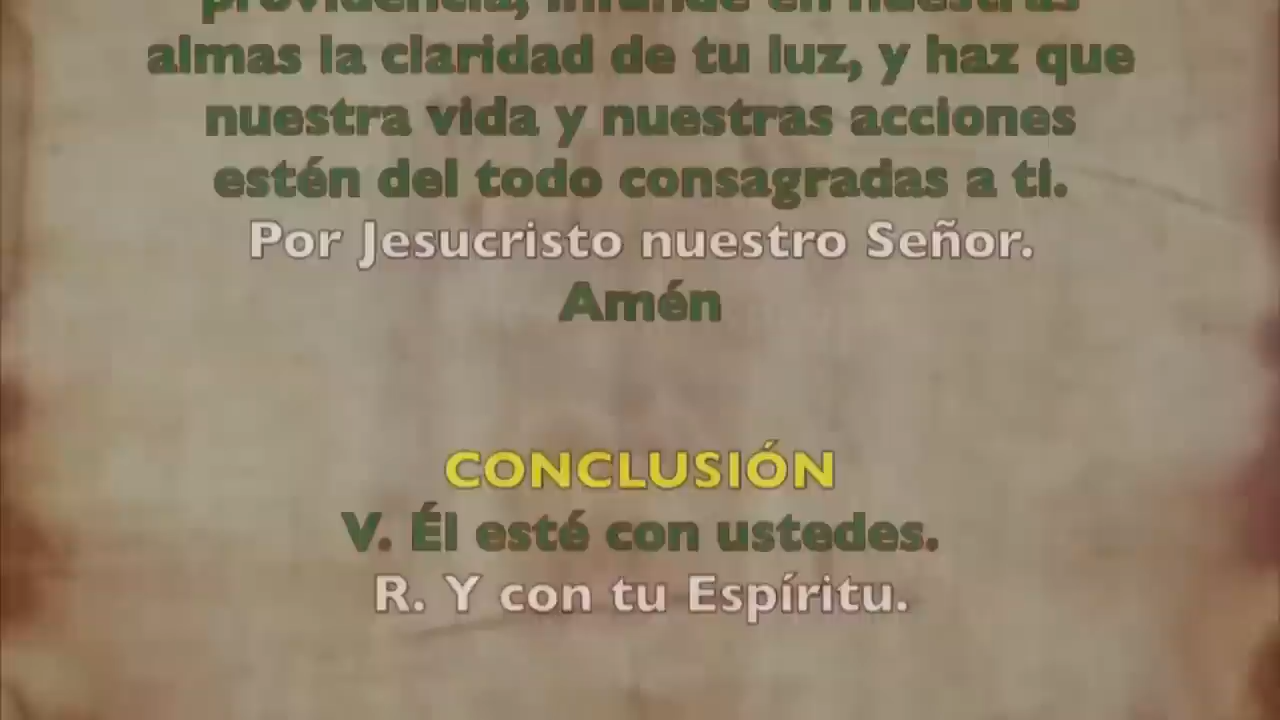 providencia, infunde en nuestras
almas la claridad de tu luz, y haz que
nuestra vida y nuestras acciones
estén del todo consagradas a ti.
Por Jesucristo nuestro Señor.
Amén
CONCLUSIÓN
V. Él esté con ustedes.
R. Y con tu Espíritu.